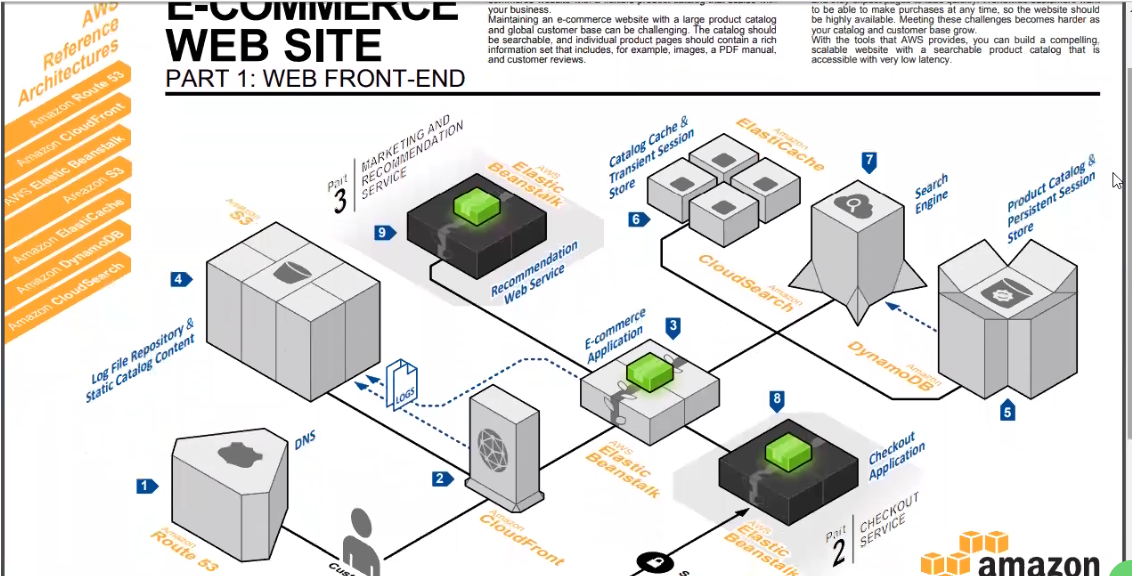 AWS
Reference
Architectures
Amazon Route 53
Amazon CloudFront
AWS Elastic Beanstalk
Amazon S3
Amazon ElastiCache
Amazon DynamoDB
Amazon CloudSearch
E-COMMERCE
WEB SITE
PART 1: WEB FRONT-END
your business.
Maintaining an e-commerce website with a large product catalog
and global customer base can be challenging. The catalog should
be searchable, and individual product pages should contain a rich
information set that includes, for example, images, a PDF manual,
and customer reviews.
to be able to make purchases at any time, so the website should
be highly available. Meeting these challenges becomes harder as
your catalog and customer base grow.
With the tools that AWS provides, you can build a compelling,
scalable website with a searchable product catalog that is
accessible with very low latency.
Part
3
MARKETING AND
RECOMMENDATION
SERVICE
AWS
Elastic
Beanstalk
9
Recommendation
Web Service
Catalog Cache &
Transient Session
Store
Amazon
ElastiCache
6
7
Search
Engine
Amazon
CloudSearch
Product Catalog &
Persistent Session
Store
Amazon
DynamoDB
5
Amazon
S3
4
Log File Repository &
Static Catalog Content
LOGS
E-commerce
Application
3
AWS
Elastic
Beanstalk
8
Checkout
Application
AWS
Elastic
Beanstalk
Part
2
CHECKOUT
SERVICE
DNS
1
Amazon
Route 53
2
Amazon
CloudFront
amazon